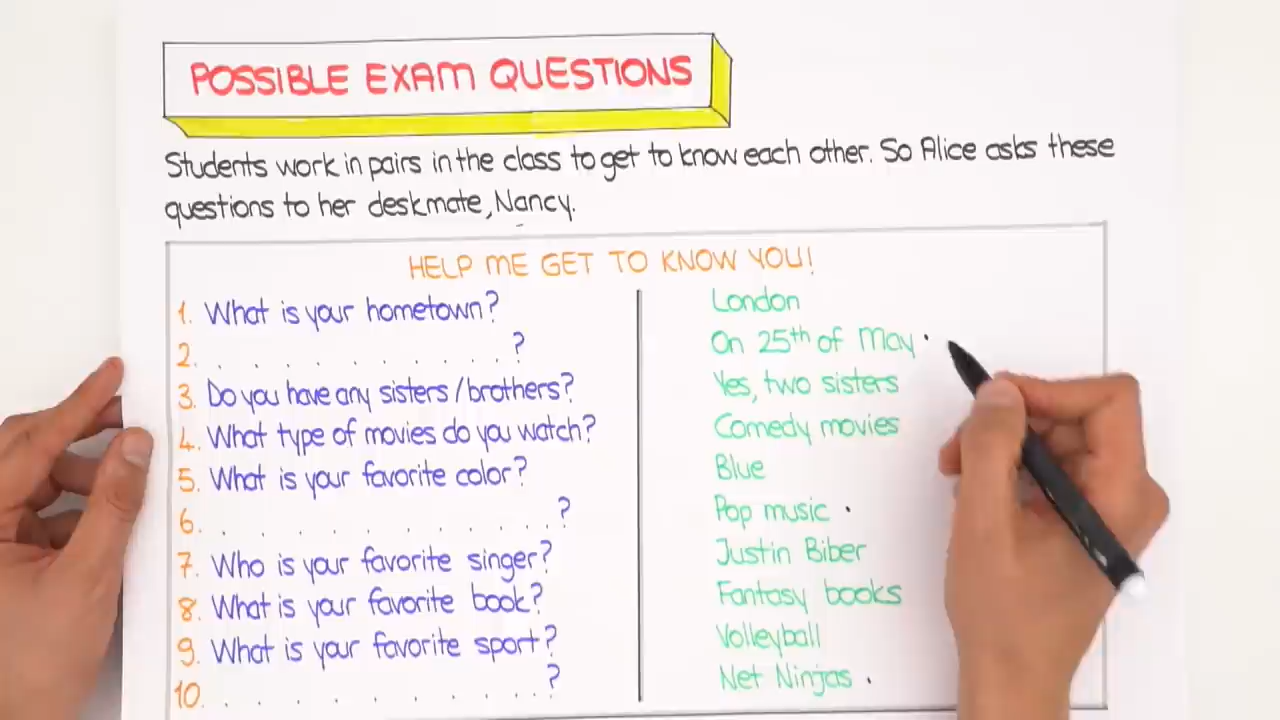 POSSIBLE EXAM QUESTIONS
Students work in pairs in the class to get to know each other. So Alice asks these
questions to her deskmate, Nancy.
HELP ME GET TO KNOW YOU!
1. What is your hometown? London
2. . . . . . . . . . . ? On 25th of May
3. Do you have any sisters/brothers? Yes, two sisters
4. What type of movies do you watch? Comedy movies
5. What is your favorite color? Blue
6. . . . . . . . . . . . . ? Pop music
7. Who is your favorite singer? Justin Biber
8. What is your favorite book? Fantasy books
9. What is your favorite sport? Volleyball
10. . . . . . . . . . . . ? Net Ninjas